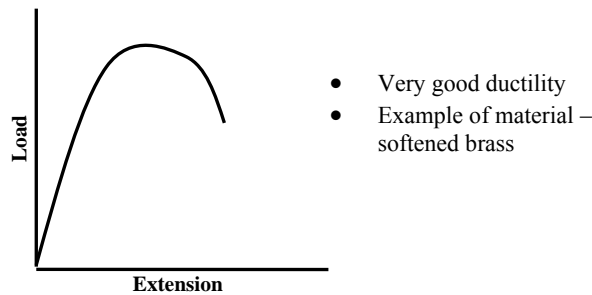 Load
● Very good ductility
● Example of material –
softened brass
Extension